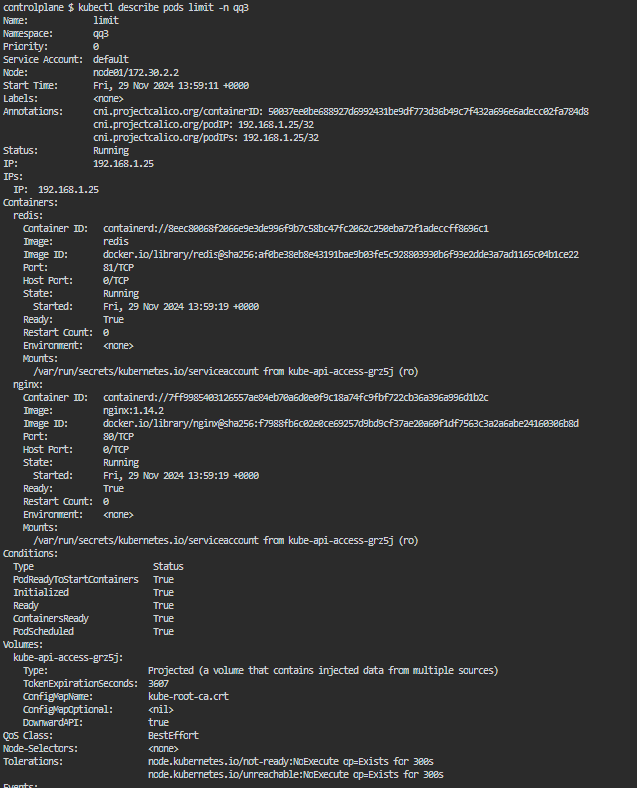 controlplane $ kubectl describe pods limit -n qq3
Name:             limit
Namespace:        qq3
Priority:         0
Service Account:  default
Node:             node01/172.30.2.2
Start Time:       Fri, 29 Nov 2024 13:59:11 +0000
Labels:           <none>
Annotations:      cni.projectcalico.org/containerID: 50037ee0be688927d6992431be9df773d36b49c7f432a696e6adecc02fa784d8
                  cni.projectcalico.org/podIP: 192.168.1.25/32
                  cni.projectcalico.org/podIPs: 192.168.1.25/32
Status:           Running
IP:               192.168.1.25
IPs:
  IP:  192.168.1.25
Containers:
  redis:
    Container ID:   containerd://8eec80068f2066e9e3de996f9b7c58bc47fc2062c250eba72f1adeccff8696c1
    Image:          redis
    Image ID:       docker.io/library/redis@sha256:af0be38eb8e43191bae9b03fe5c928803930b6f93e2dde3a7ad1165c04b1ce22
    Port:           81/TCP
    Host Port:      0/TCP
    State:          Running
      Started:      Fri, 29 Nov 2024 13:59:19 +0000
    Ready:          True
    Restart Count:  0
    Environment:    <none>
    Mounts:
      /var/run/secrets/kubernetes.io/serviceaccount from kube-api-access-grz5j (ro)
  nginx:
    Container ID:   containerd://7ff9985403126557ae84eb70a6d0e0f9c18a74fc9fbf722cb36a396a996d1b2c
    Image:          nginx:1.14.2
    Image ID:       docker.io/library/nginx@sha256:f7988fb6c02e0ce69257d9bd9cf37ae20a60f1df7563c3a2a6abe24160306b8d
    Port:           80/TCP
    Host Port:      0/TCP
    State:          Running
      Started:      Fri, 29 Nov 2024 13:59:19 +0000
    Ready:          True
    Restart Count:  0
    Environment:    <none>
    Mounts:
      /var/run/secrets/kubernetes.io/serviceaccount from kube-api-access-grz5j (ro)
Conditions:
  Type                        Status
  PodReadyToStartContainers   True
  Initialized                 True
  Ready                       True
  ContainersReady             True
  PodScheduled                True
Volumes:
  kube-api-access-grz5j:
    Type:                    Projected (a volume that contains injected data from multiple sources)
    TokenExpirationSeconds:  3607
    ConfigMapName:           kube-root-ca.crt
    ConfigMapOptional:       <nil>
    DownwardAPI:             true
QoS Class:                   BestEffort
Node-Selectors:              <none>
Tolerations:                 node.kubernetes.io/not-ready:NoExecute op=Exists for 300s
                             node.kubernetes.io/unreachable:NoExecute op=Exists for 300s
Events: